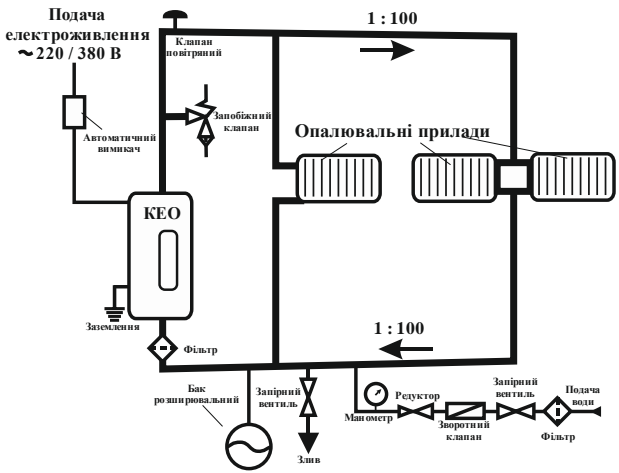 Подача
електроживлення
~ 220 / 380 В
Клапан
повітряний
1 : 100
Автоматичний
вимикач
Запобіжний
клапан
Опалювальні прилади
КЕО
Заземлення
Фільтр
1 : 100
Бак
розширювальний
Запірний
вентиль
Злив
Манометр
Редуктор
Зворотний
клапан
Запірний
вентиль
Фільтр
Подача
води